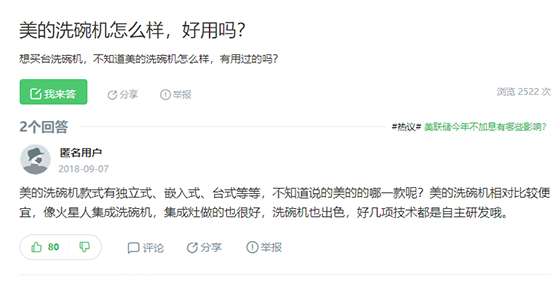 美的洗碗机怎么样，好用吗？
想买台洗碗机，不知道美的洗碗机怎么样，有用过的吗？
我来答
分享
举报
浏览 2522 次
2个回答
#热议# 美联储今年不加息有哪些影响？
匿名用户
2018-09-07
美的洗碗机款式有独立式、嵌入式、台式等等，不知道说的美的的哪一款呢？美的洗碗机相对比较便
宜，像火星人集成洗碗机，集成灶做的也很好，洗碗机也出色，好几项技术都是自主研发哦。
80
评论
分享
举报